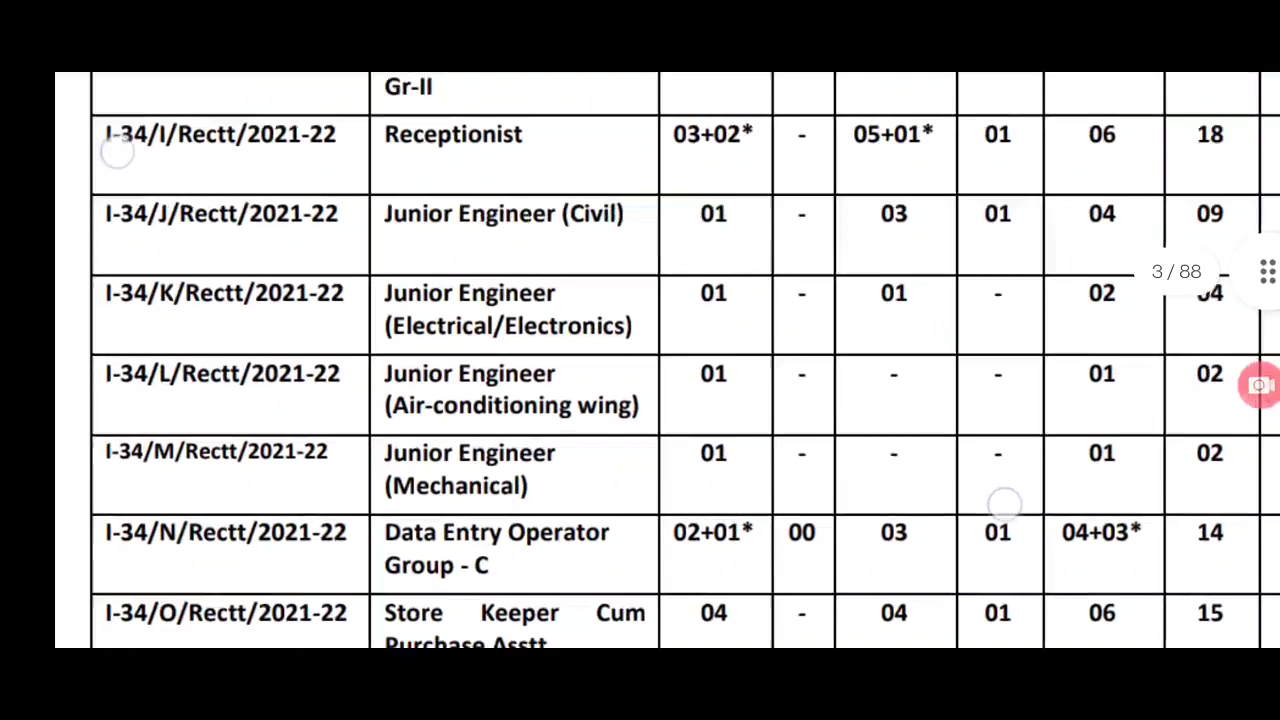 Gr-II
I-34/I/Rectt/2021-22 Receptionist 03+02* - 05+01* 01 06 18
I-34/J/Rectt/2021-22 Junior Engineer (Civil) 01 - 03 01 04 09
3 / 88
I-34/K/Rectt/2021-22 Junior Engineer 01 - 01 - 02 04
(Electrical/Electronics)
I-34/L/Rectt/2021-22 Junior Engineer 01 - - - 01 02
(Air-conditioning wing)
I-34/M/Rectt/2021-22 Junior Engineer 01 - - - 01 02
(Mechanical)
I-34/N/Rectt/2021-22 Data Entry Operator 02+01* 00 03 01 04+03* 14
Group - C
I-34/O/Rectt/2021-22 Store Keeper Cum 04 - 04 01 06 15
Purchase Asstt